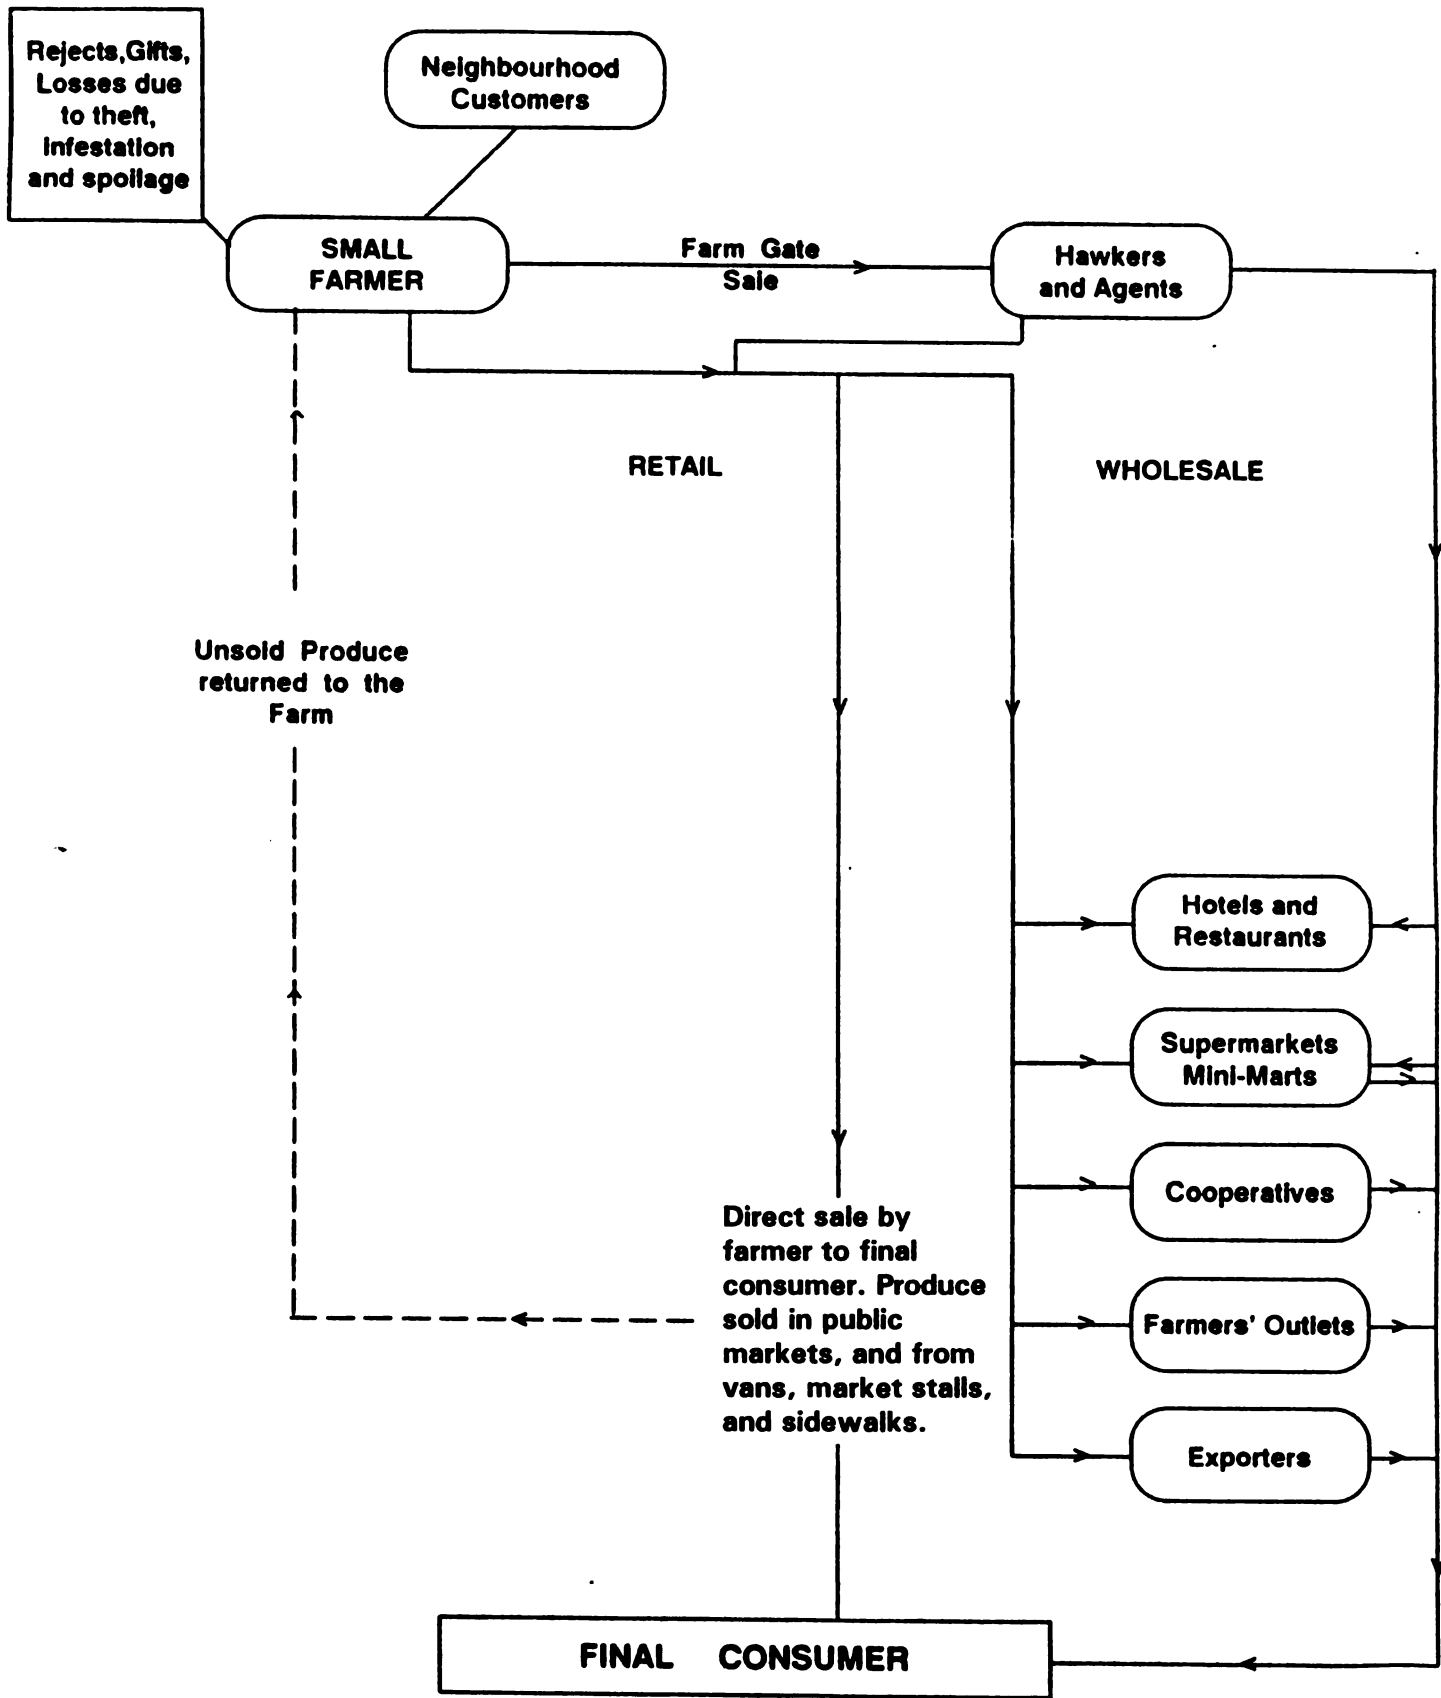 Rejects,Gifts,
Losses due
to theft,
infestation
and spoilage
Neighbourhood
Customers
SMALL
FARMER
Farm Gate
Sale
Hawkers
and Agents
RETAIL
WHOLESALE
Unsold Produce
returned to the
Farm
Hotels and
Restaurants
Supermarkets
Mini-Marts
Cooperatives
Farmers' Outlets
Exporters
Direct sale by
farmer to final
consumer. Produce
sold in public
markets, and from
vans, market stalls,
and sidewalks.
FINAL CONSUMER